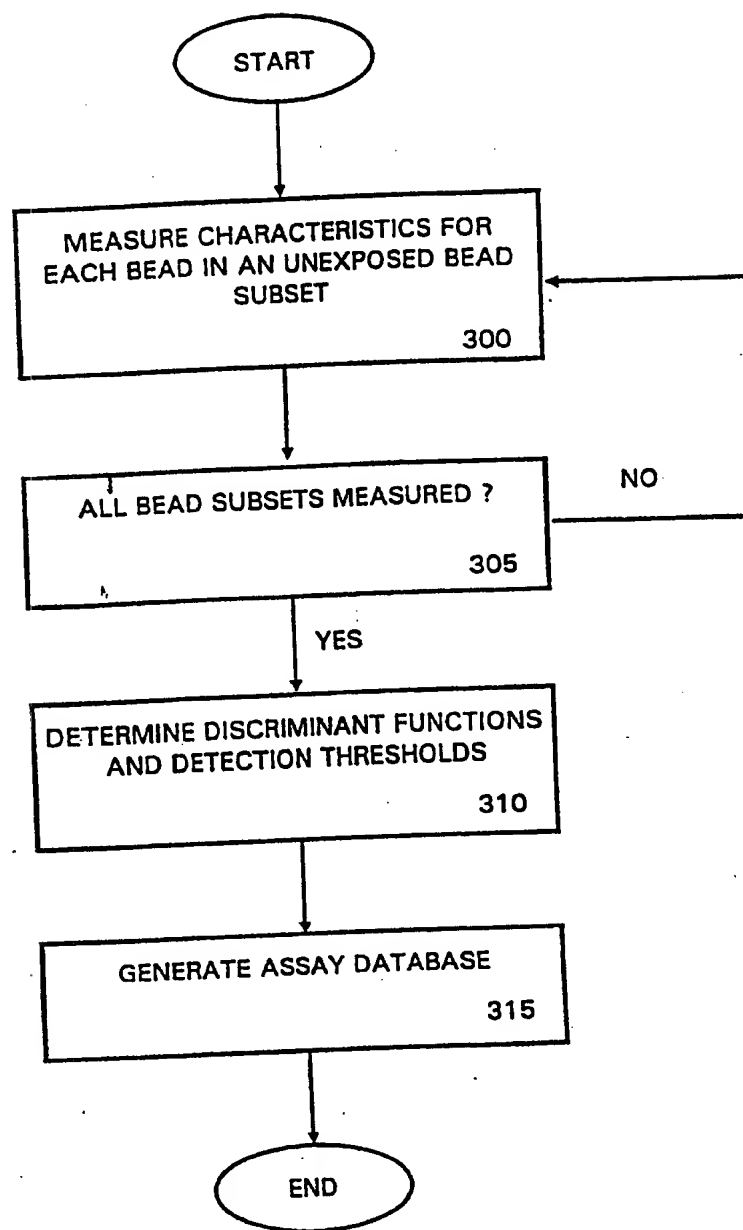 START
MEASURE CHARACTERISTICS FOR
EACH BEAD IN AN UNEXPOSED BEAD
SUBSET
300
ALL BEAD SUBSETS MEASURED ?
305
NO
YES
DETERMINE DISCRIMINANT FUNCTIONS
AND DETECTION THRESHOLDS
310
GENERATE ASSAY DATABASE
315
END